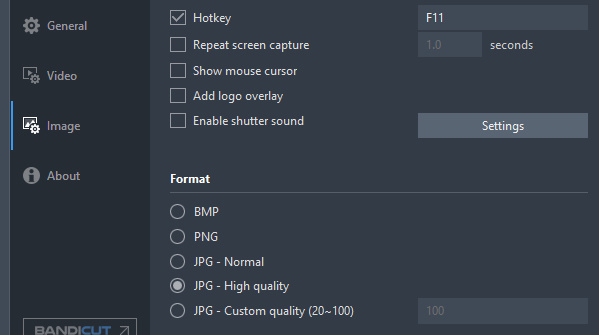 General
Video
Image
About
BANDICUT
Hotkey F11
Repeat screen capture 1.0 seconds
Show mouse cursor
Add logo overlay
Enable shutter sound Settings
Format
BMP
PNG
JPG - Normal
JPG - High quality
JPG - Custom quality (20~100) 100